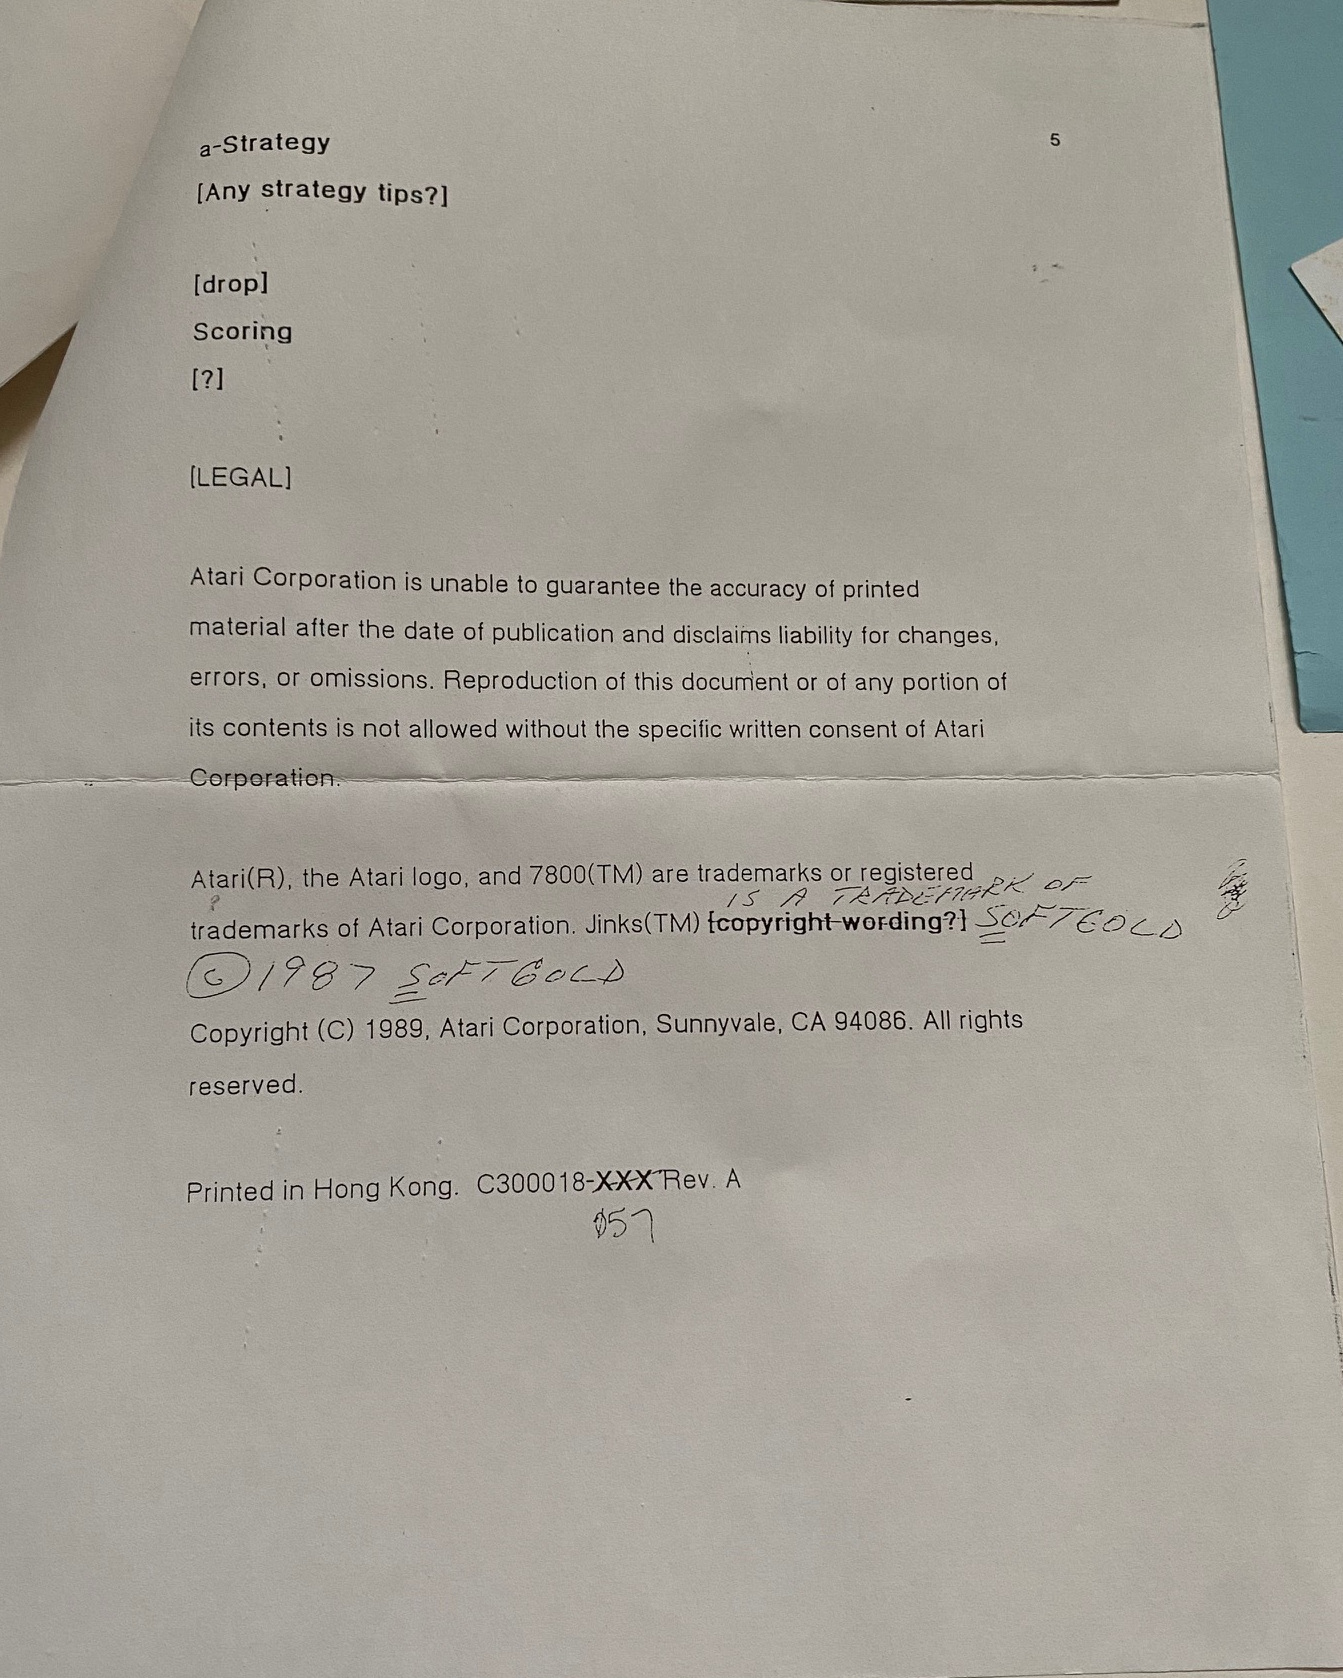 a-Strategy 5
[Any strategy tips?]
[drop]
Scoring
[?]
[LEGAL]
Atari Corporation is unable to guarantee the accuracy of printed
material after the date of publication and disclaims liability for changes,
errors, or omissions. Reproduction of this document or of any portion of
its contents is not allowed without the specific written consent of Atari
Corporation.
Atari(R), the Atari logo, and 7800(TM) are trademarks or registered
IS A TRADEMARK OF
trademarks of Atari Corporation. Jinks(TM) [copyright wording?] SOFTGOLD
© 1987 SOFTGOLD
Copyright (C) 1989, Atari Corporation, Sunnyvale, CA 94086. All rights
reserved.
Printed in Hong Kong. C300018-XXX Rev. A
057